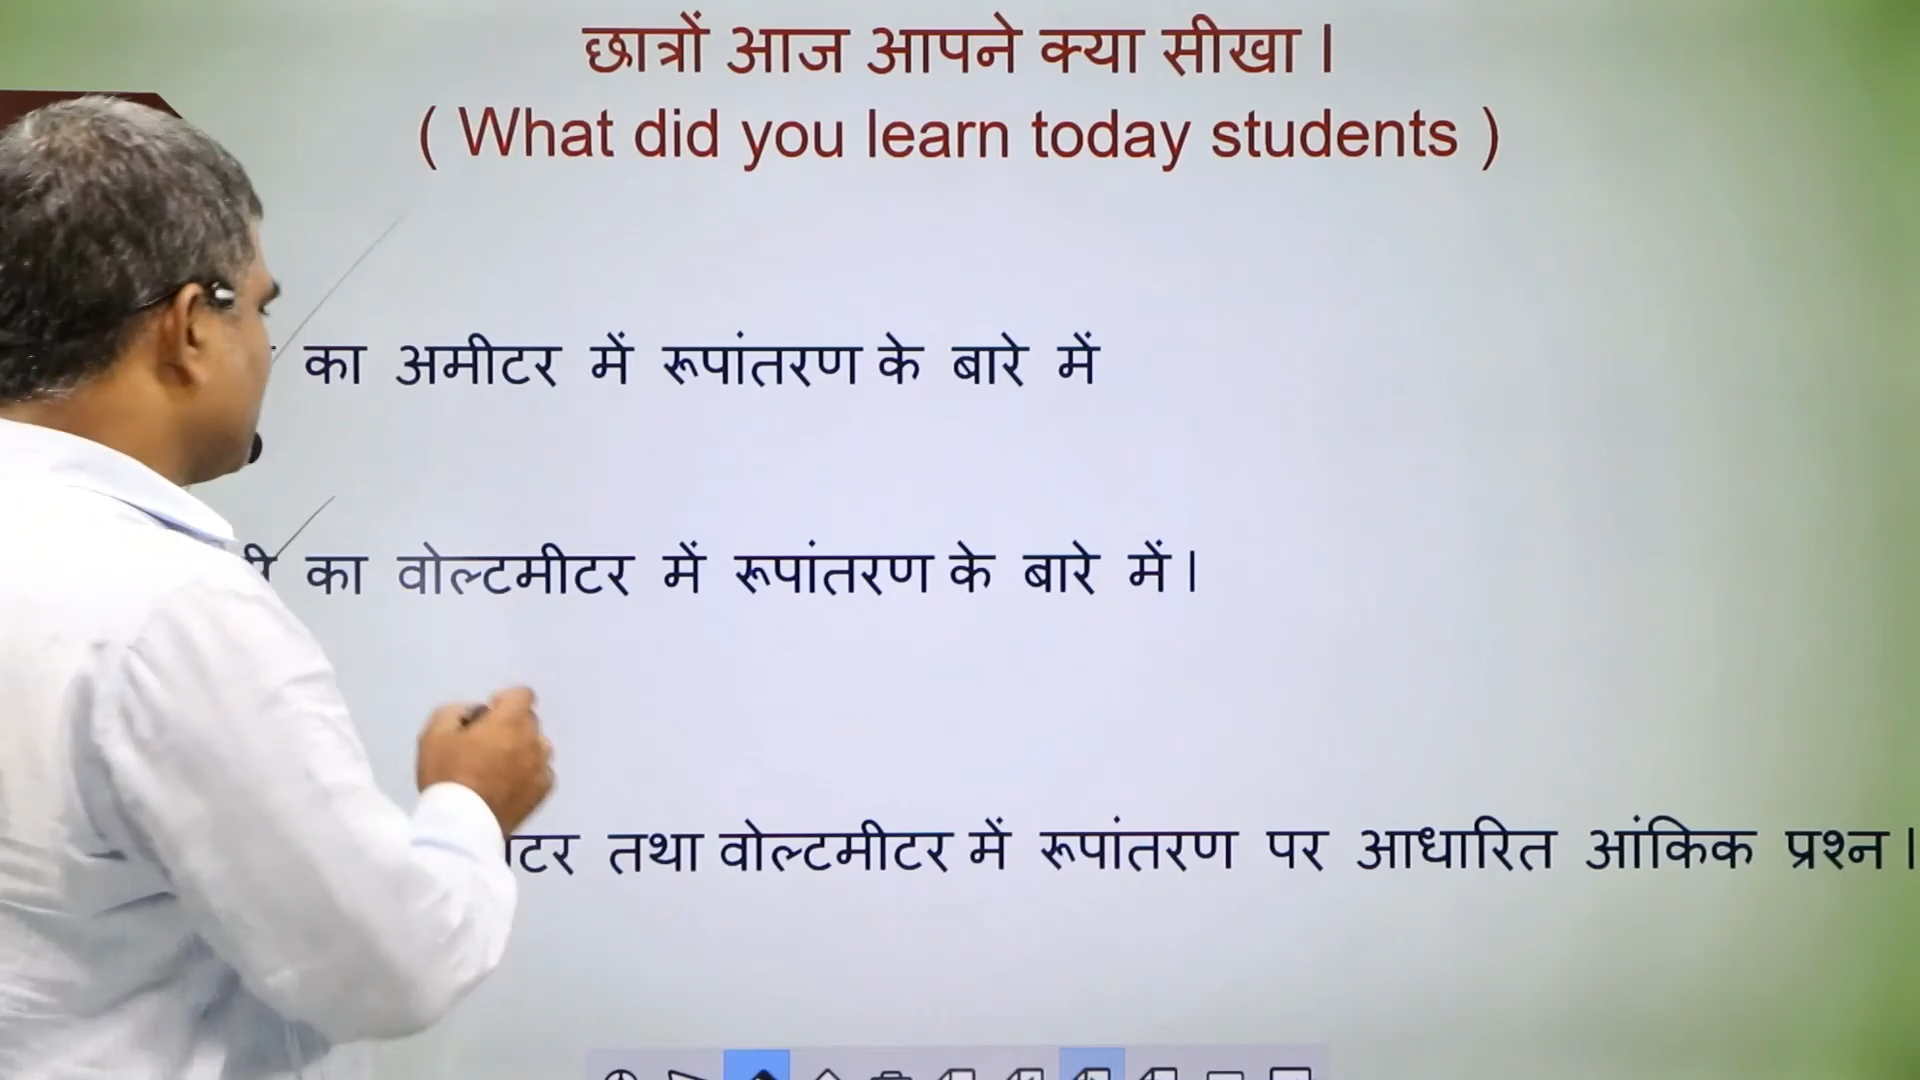 छात्रों आज आपने क्या सीखा ।
( What did you learn today students )
का अमीटर में रूपांतरण के बारे में
का वोल्टमीटर में रूपांतरण के बारे में ।
तथा वोल्टमीटर में रूपांतरण पर आधारित आंकिक प्रश्न ।